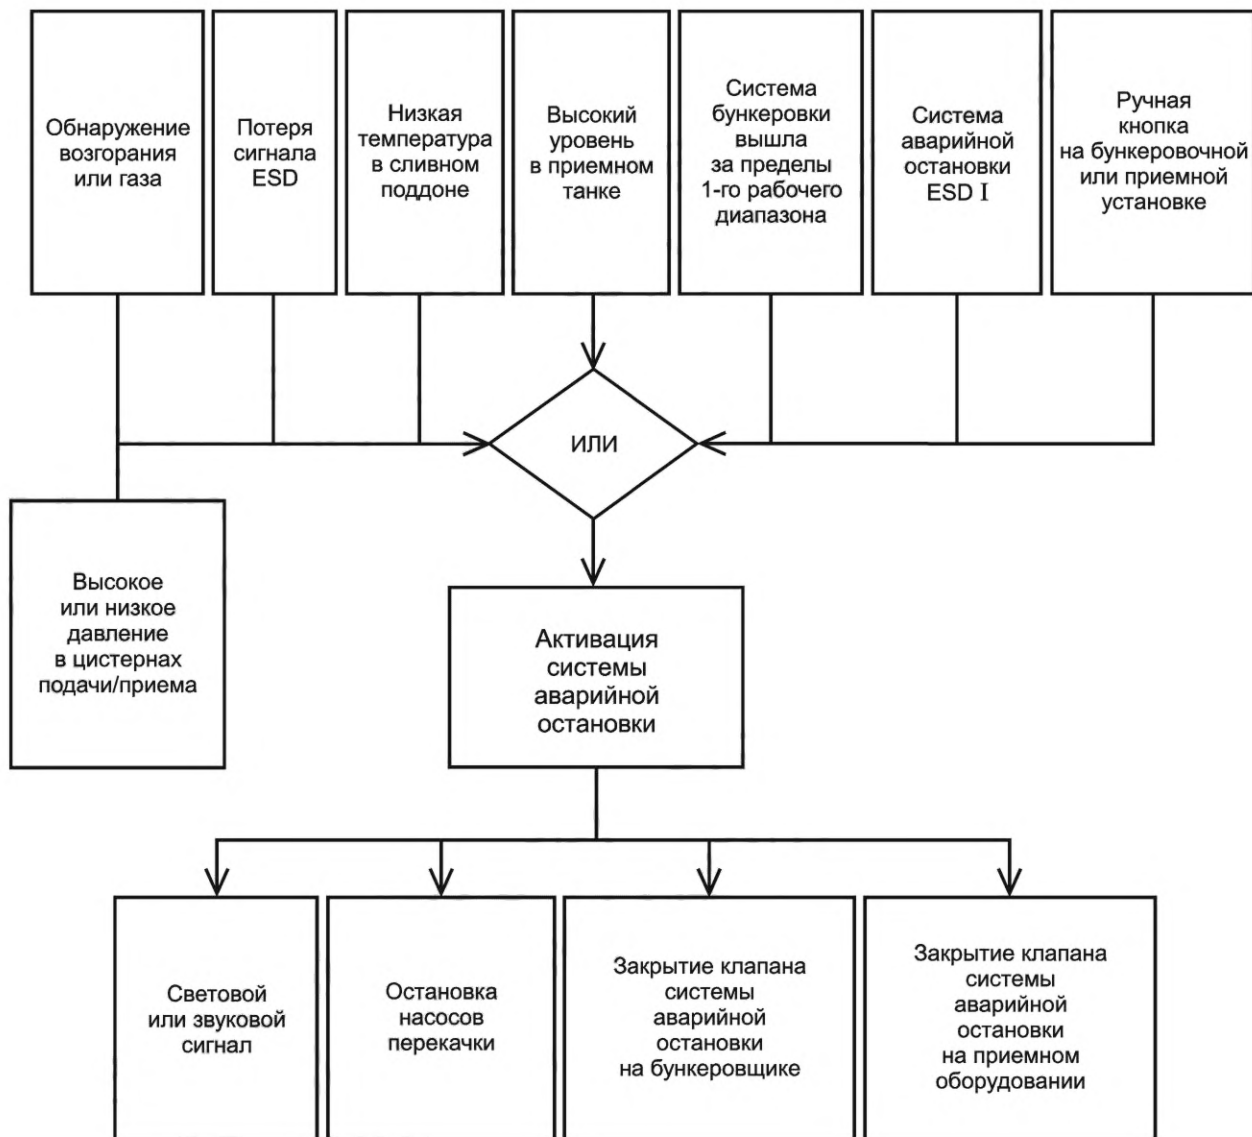 Обнаружение
возгорания
или газа
Потеря
сигнала
ESD
Низкая
температура
в сливном
поддоне
Высокий
уровень
в приемном
танке
Система
бункеровки
вышла
за пределы
1-го рабочего
диапазона
Система
аварийной
остановки
ESD I
Ручная
кнопка
на бункеровочной
или приемной
установке
ИЛИ
Высокое
или низкое
давление
в цистернах
подачи/приема
Активация
системы
аварийной
остановки
Световой
или звуковой
сигнал
Остановка
насосов
перекачки
Закрытие клапана
системы
аварийной
остановки
на бункеровщике
Закрытие клапана
системы
аварийной
остановки
на приемном
оборудовании